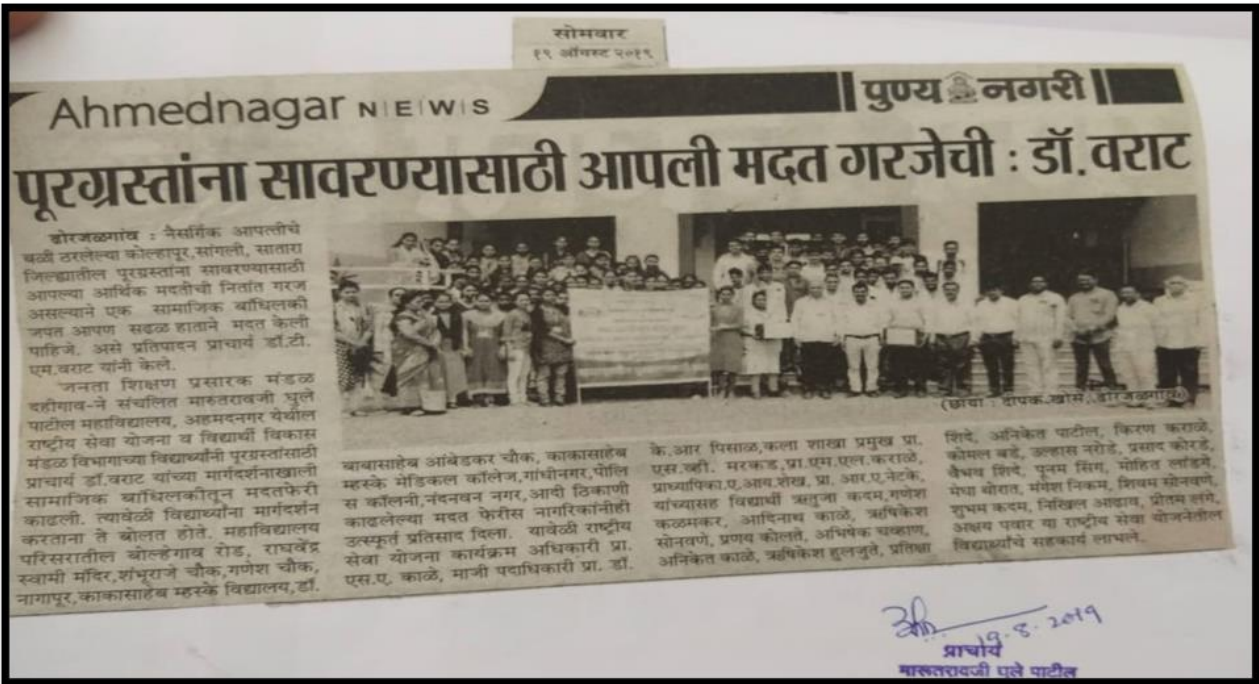 सोमवार
१९ ऑगस्ट २०१९
Ahmednagar NEWS
पुण्य नगरी
पूरग्रस्तांना सावरण्यासाठी आपली मदत गरजेची : डॉ.वराट
ढोरजळगांव : नैसर्गिक आपत्तीचे
बळी ठरलेल्या कोल्हापूर,सांगली, सातारा
जिल्ह्यातील पूरग्रस्तांना सावरण्यासाठी
आपल्या आर्थिक मदतीची नितांत गरज
असल्याने एक सामाजिक बांधिलकी
जपत आपण सढळ हाताने मदत केली
पाहिजे. असे प्रतिपादन प्राचार्य डॉ.टी.
एम.वराट यांनी केले.
जनता शिक्षण प्रसारक मंडळ
दहीगाव-ने संचलित मारुतरावजी घुले
पाटील महाविद्यालय, अहमदनगर येथील
राष्ट्रीय सेवा योजना व विद्यार्थी विकास
मंडळ विभागाच्या विद्यार्थ्यांनी पूरग्रस्तांसाठी
प्राचार्य डॉ.वराट यांच्या मार्गदर्शनाखाली
सामाजिक बांधिलकीतून मदतफेरी
काढली. त्यावेळी विद्यार्थ्यांना मार्गदर्शन
करताना ते बोलत होते. महाविद्यालय
परिसरातील बोल्हेगाव रोड, राघवेंद्र
स्वामी मंदिर,शंभूराजे चौक,गणेश चौक,
नागापूर,काकासाहेब म्हस्के विद्यालय,डॉ.
(छाया : दीपक खोसे, ढोरजळगांव)
बाबासाहेब आंबेडकर चौक, काकासाहेब
म्हस्के मेडिकल कॉलेज,गांधीनगर,पोलि
स कॉलनी,नंदनवन नगर,आदी ठिकाणी
काढलेल्या मदत फेरीस नागरिकांनीही
उत्स्फूर्त प्रतिसाद दिला. यावेळी राष्ट्रीय
सेवा योजना कार्यक्रम अधिकारी प्रा.
एस.ए. काळे, माजी पदाधिकारी प्रा. डॉ.
के.आर पिसाळ,कला शाखा प्रमुख प्रा.
एस.व्ही. मरकड,प्रा.एम.एल.कराळे,
प्राध्यापिका.ए.आय.शेख, प्रा. आर.ए.नेटके,
यांच्यासह विद्यार्थी ऋतुजा कदम,गणेश
कळमकर, आदिनाथ काळे, ऋषिकेश
सोनवणे, प्रणय कोलते, अभिषेक चव्हाण,
अनिकेत काळे, ऋषिकेश हुलजुते, प्रतिक्षा
शिंदे, अनिकेत पाटील, किरण कराळे,
कोमल बडे, उल्हास नरोडे, प्रसाद कोरडे,
वैभव शिंदे, पूनम सिंग, मोहित लांडगे,
मेघा थोरात, मंगेश निकम, शिवम सोनवणे,
शुभम कदम, निखिल आढाव, प्रीतम लंगे,
अक्षय पवार या राष्ट्रीय सेवा योजनेतील
विद्यार्थ्यांचे सहकार्य लाभले.
19.8.2019
प्राचार्य
मारूतरावजी घुले पाटील